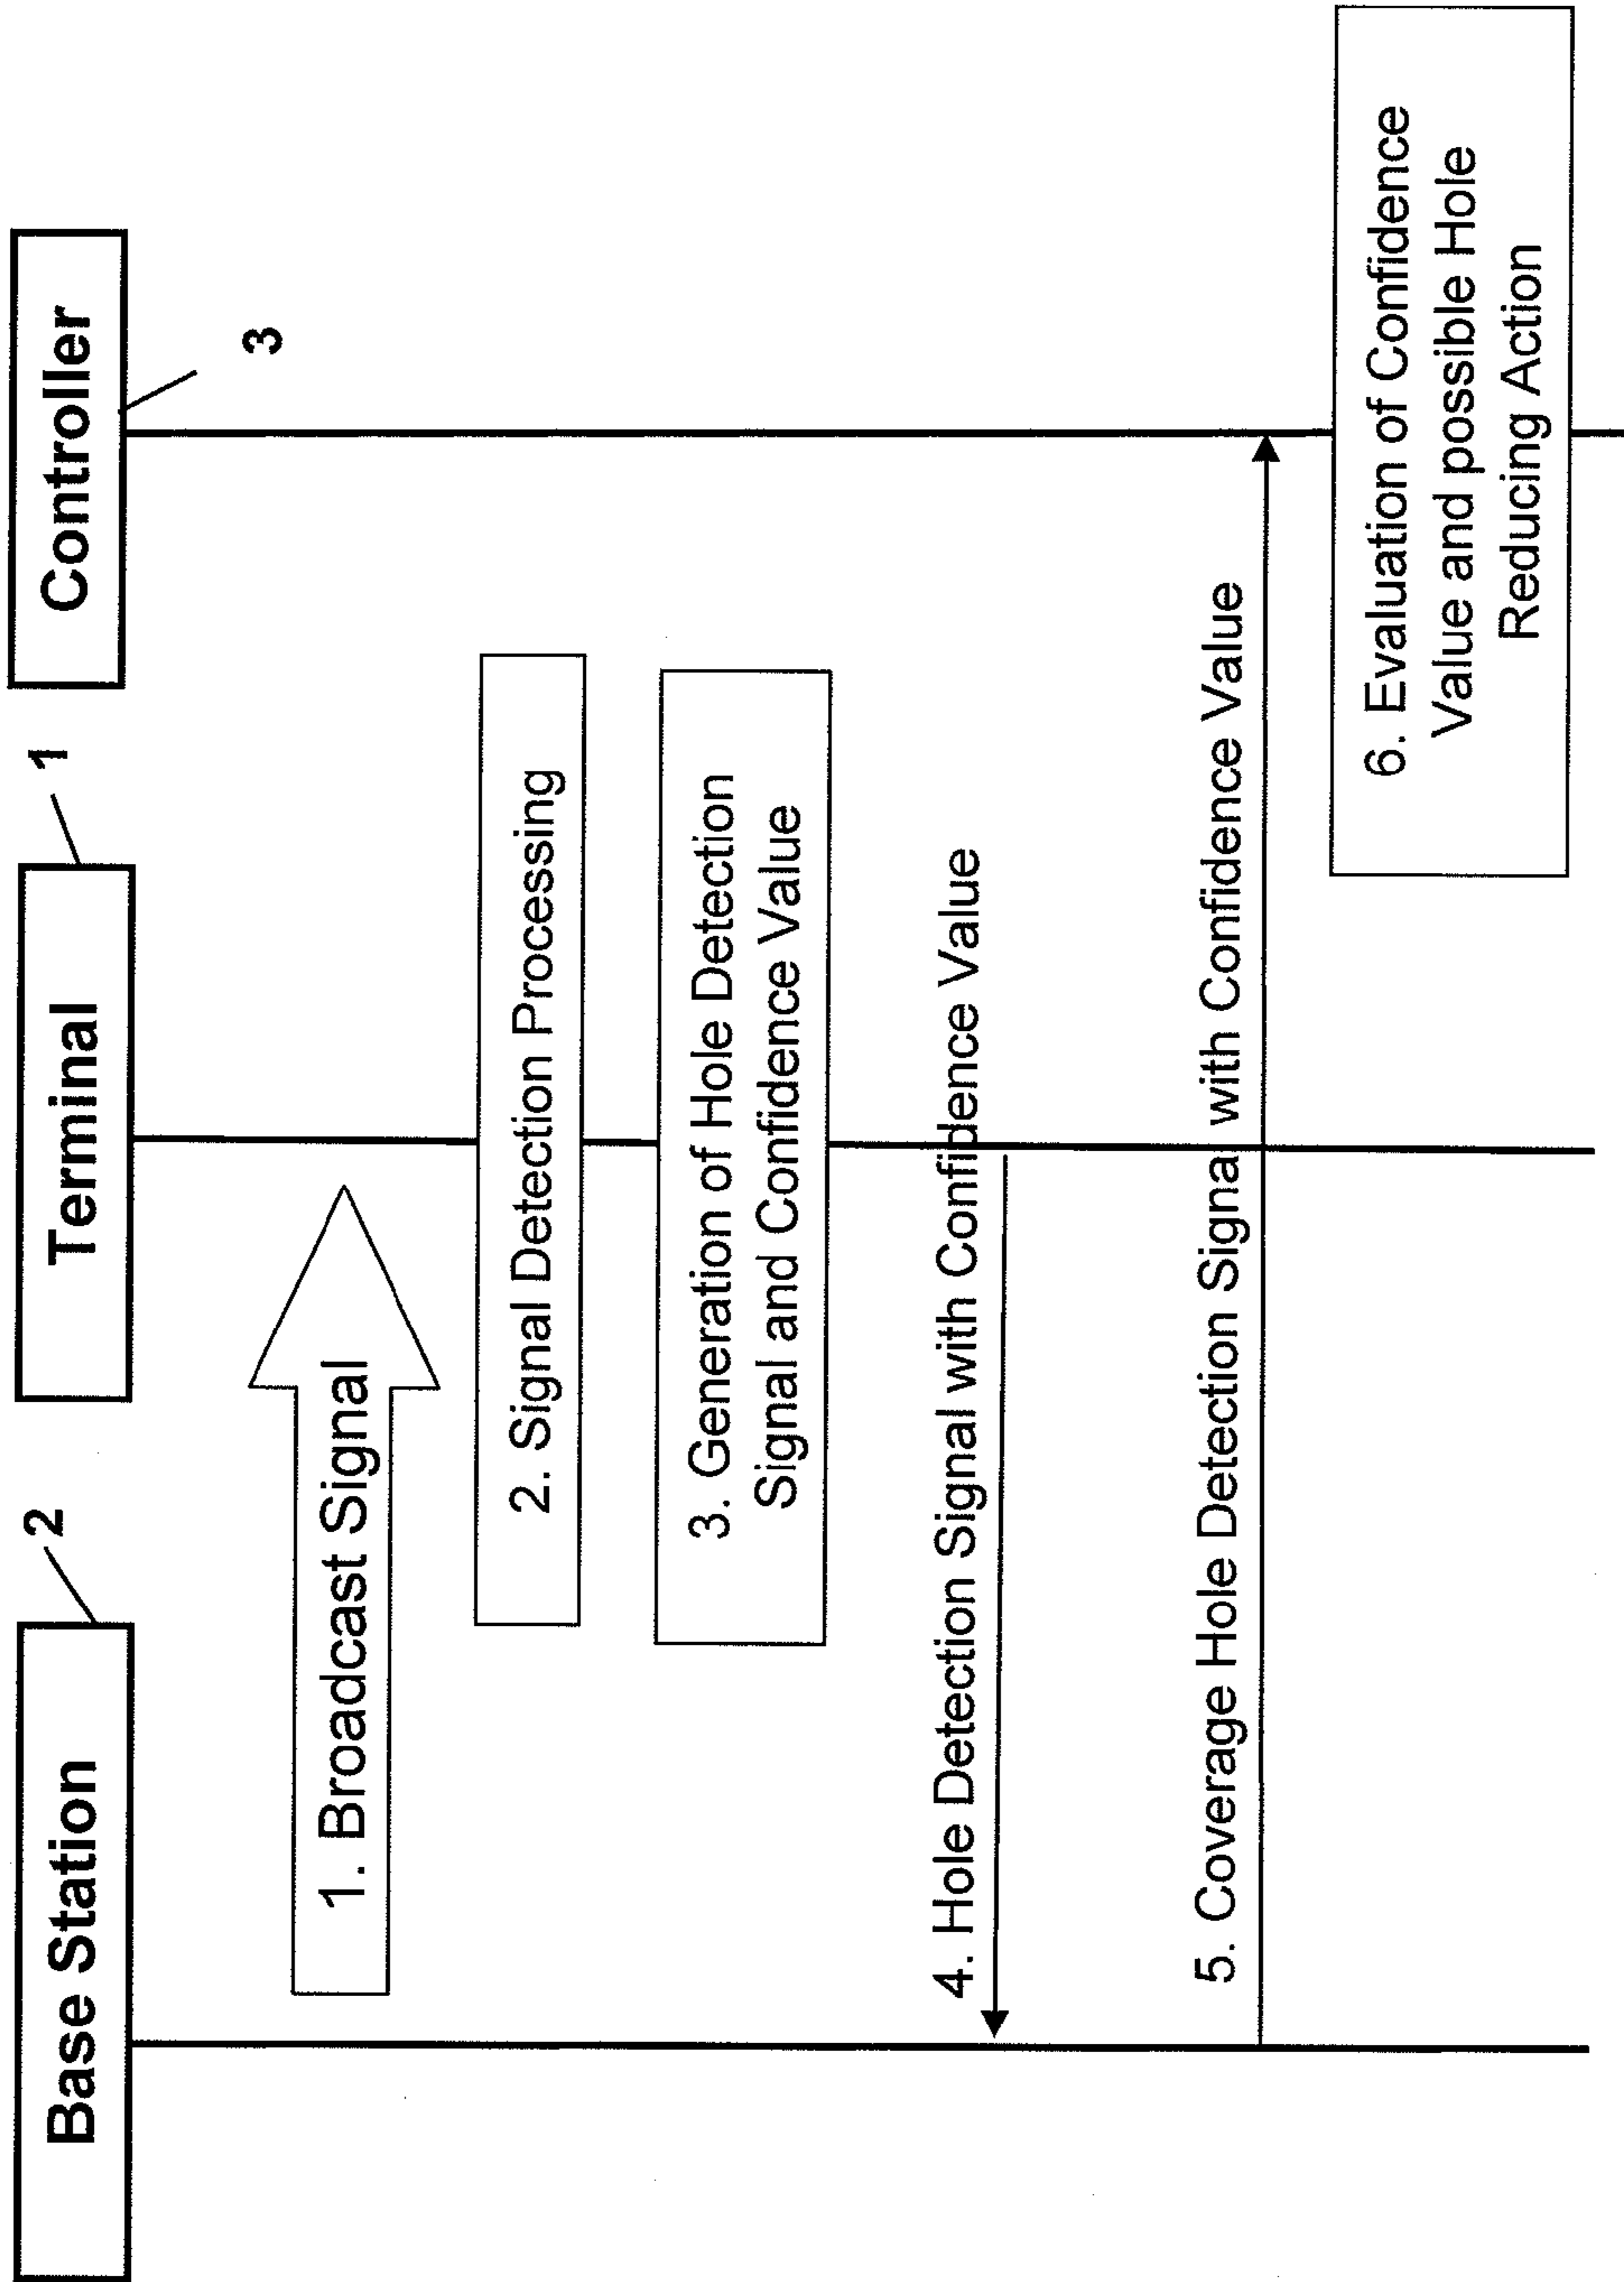 Base Station
2
Terminal
1
Controller
3
1. Broadcast Signal
2. Signal Detection Processing
3. Generation of Hole Detection
Signal and Confidence Value
4. Hole Detection Signal with Confidence Value
5. Coverage Hole Detection Signal with Confidence Value
6. Evaluation of Confidence
Value and possible Hole
Reducing Action